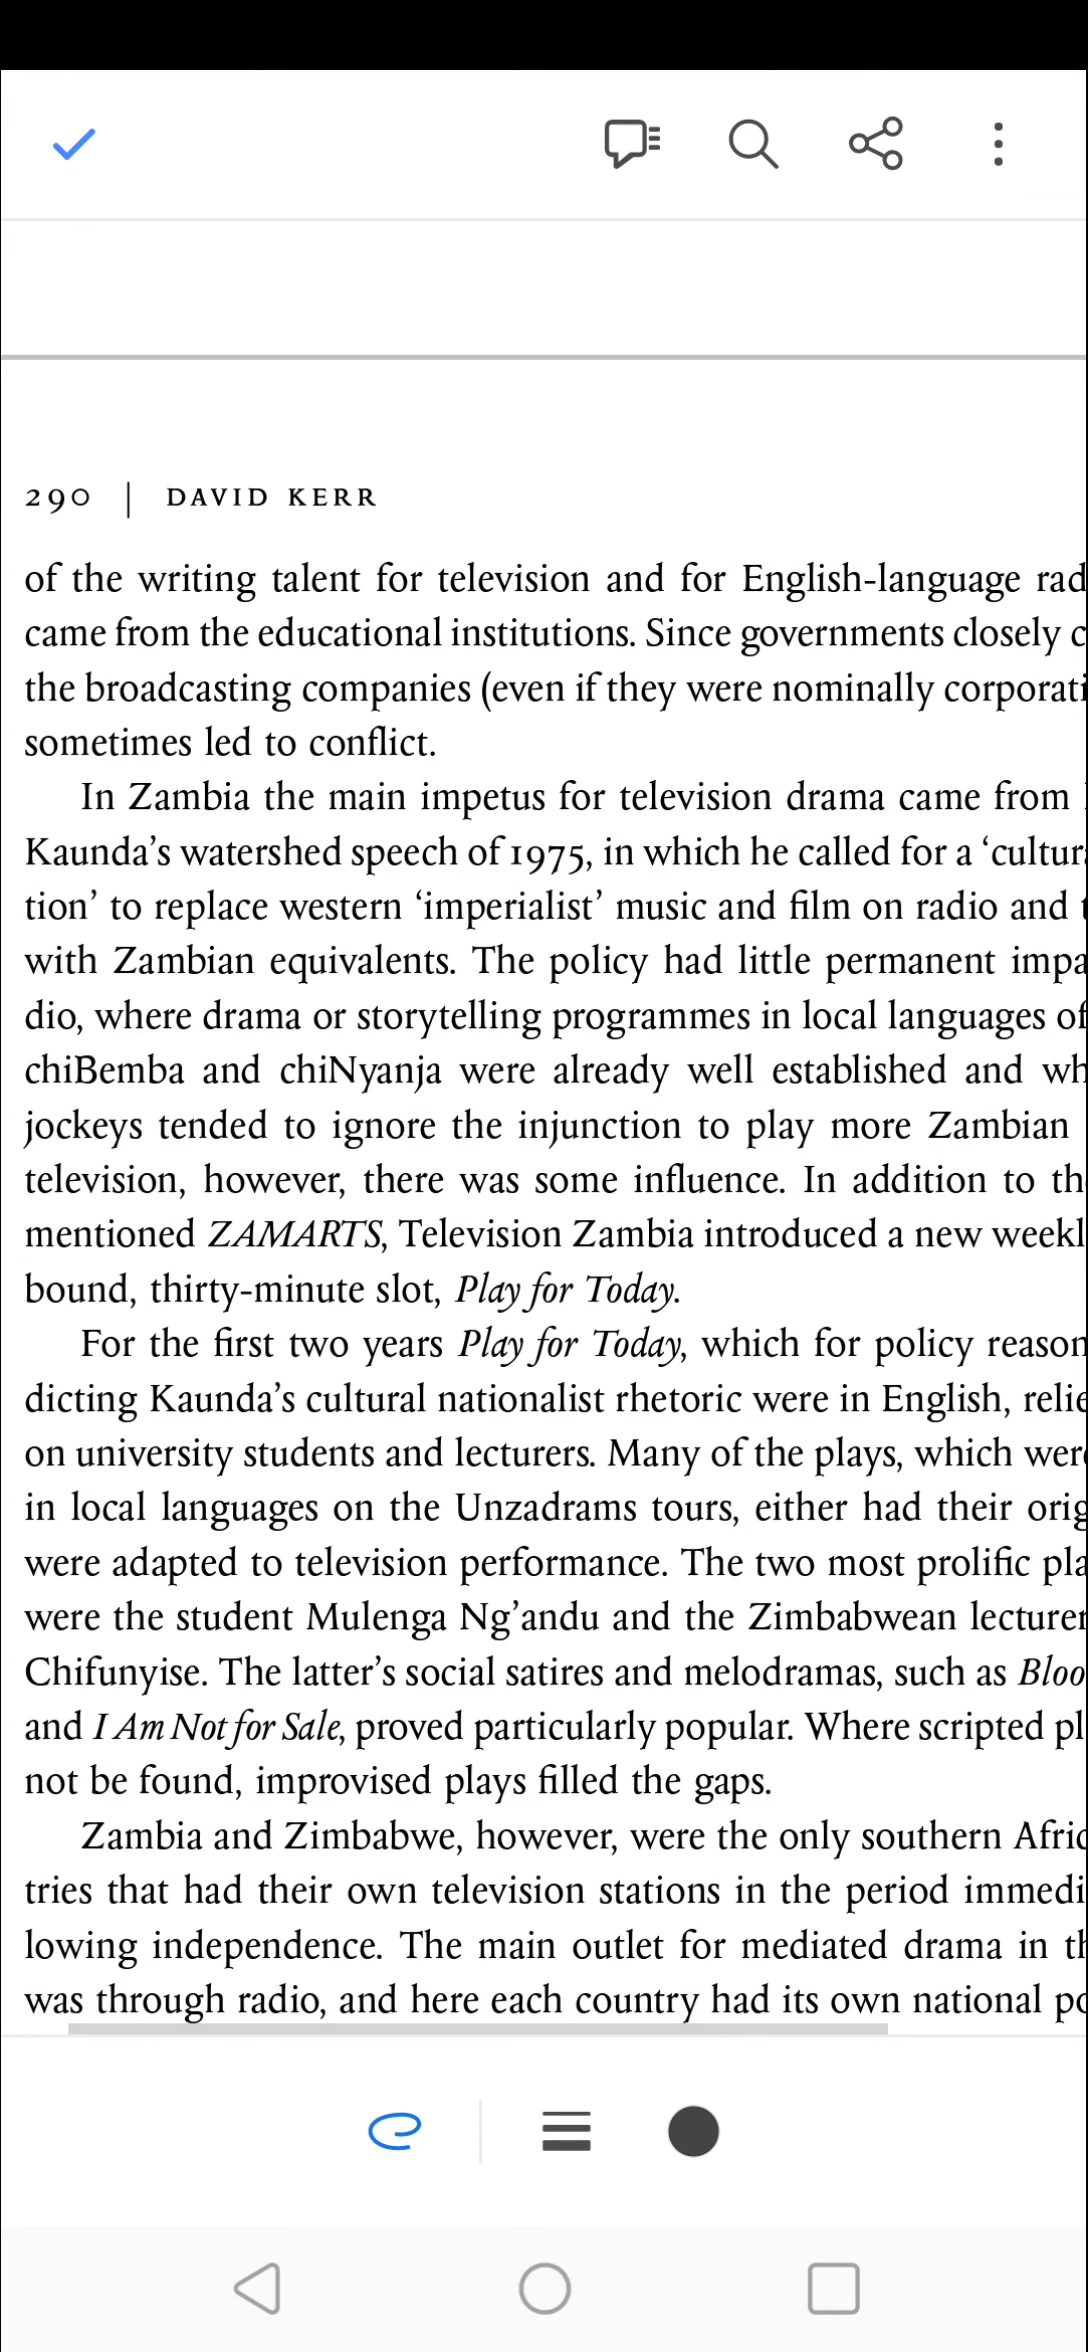 290 | DAVID KERR
of the writing talent for television and for English-language rad
came from the educational institutions. Since governments closely c
the broadcasting companies (even if they were nominally corporati
sometimes led to conflict.
In Zambia the main impetus for television drama came from
Kaunda’s watershed speech of 1975, in which he called for a ‘cultur
tion’ to replace western ‘imperialist’ music and film on radio and t
with Zambian equivalents. The policy had little permanent impa
dio, where drama or storytelling programmes in local languages of
chiBemba and chiNyanja were already well established and wh
jockeys tended to ignore the injunction to play more Zambian
television, however, there was some influence. In addition to th
mentioned ZAMARTS, Television Zambia introduced a new weekl
bound, thirty-minute slot, Play for Today.
For the first two years Play for Today, which for policy reason
dicting Kaunda’s cultural nationalist rhetoric were in English, relie
on university students and lecturers. Many of the plays, which were
in local languages on the Unzadrams tours, either had their orig
were adapted to television performance. The two most prolific pla
were the student Mulenga Ng’andu and the Zimbabwean lecturer
Chifunyise. The latter’s social satires and melodramas, such as Bloo
and I Am Not for Sale, proved particularly popular. Where scripted pl
not be found, improvised plays filled the gaps.
Zambia and Zimbabwe, however, were the only southern Afric
tries that had their own television stations in the period immedi
lowing independence. The main outlet for mediated drama in th
was through radio, and here each country had its own national po